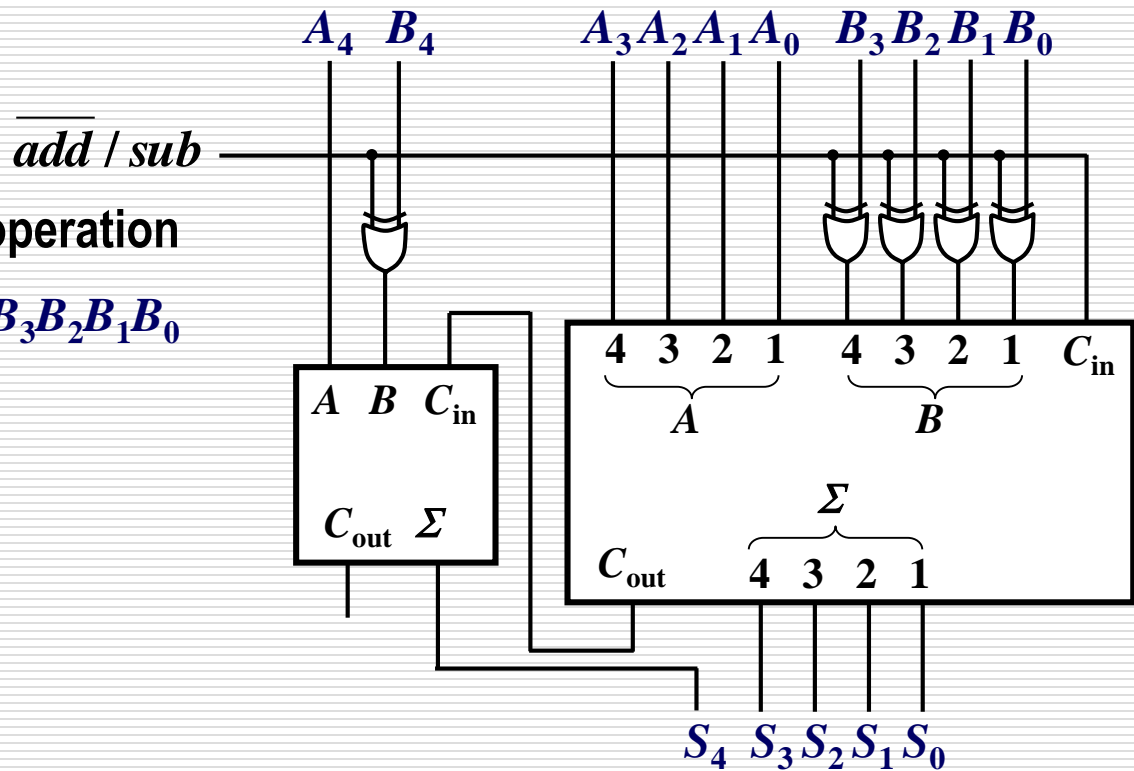 A₄ B₄ A₃ A₂ A₁ A₀ B₃ B₂ B₁ B₀
a̅d̅d̅ / sub
operation
B₃B₂B₁B₀
4 3 2 1 4 3 2 1 Cᵢₙ
A B
A B Cᵢₙ
Σ
Cₒᵤₜ Σ
Cₒᵤₜ 4 3 2 1
S₄ S₃ S₂ S₁ S₀